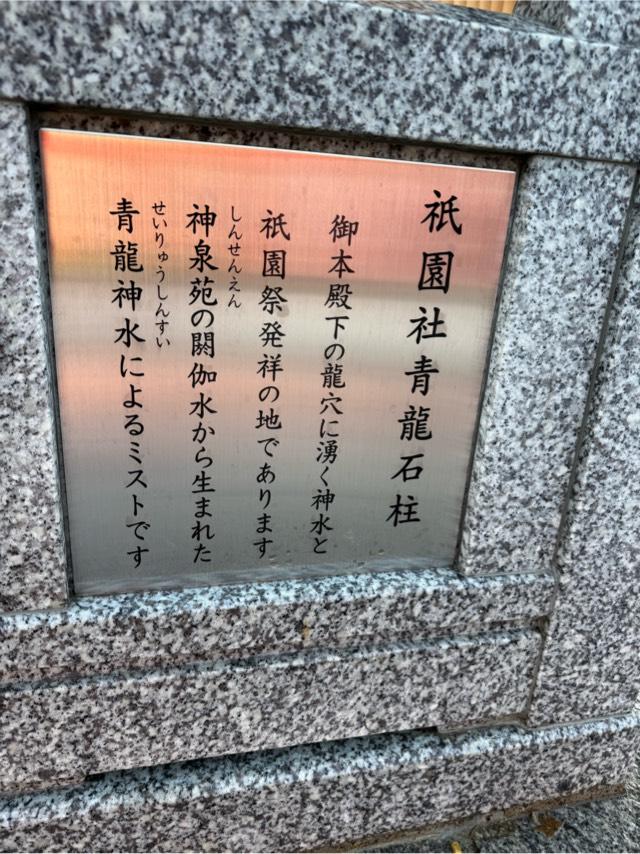 祇園社青龍石柱
御本殿下の龍穴に湧く神水と
祇園祭発祥の地であります
しんせんえん
神泉苑の閼伽水から生まれた
せいりゅうしんすい
青龍神水によるミストです